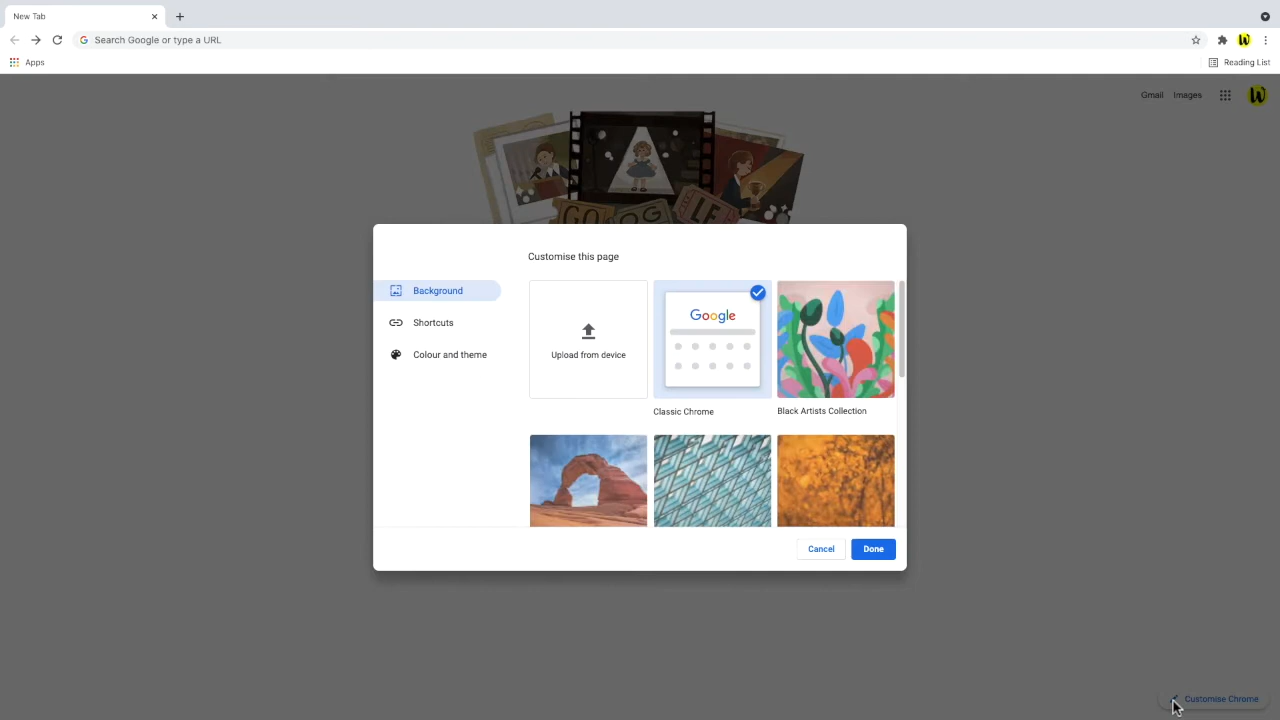 New Tab
Search Google or type a URL
Apps
Reading List
Gmail Images
GOOGLE
Customise this page
Background
Shortcuts
Colour and theme
Google
Upload from device
Classic Chrome
Black Artists Collection
Cancel Done
Customise Chrome